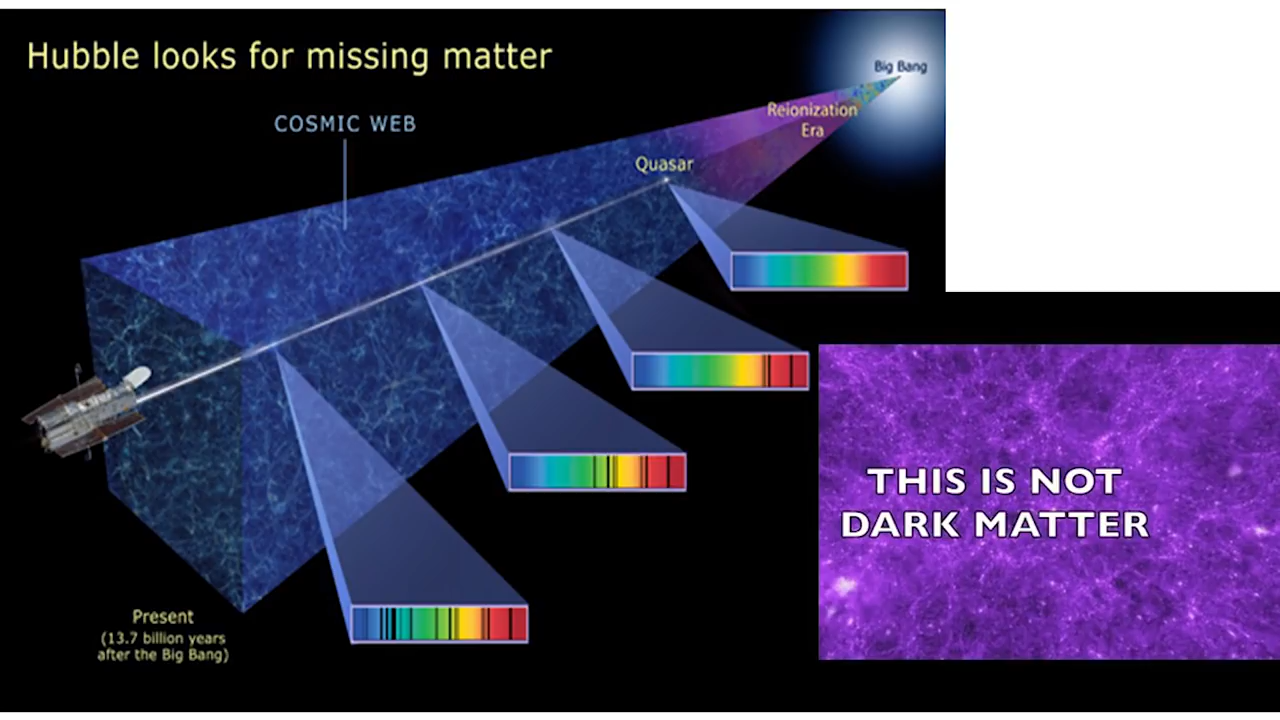 Hubble looks for missing matter
COSMIC WEB
Big Bang
Reionization
Era
Quasar
THIS IS NOT
DARK MATTER
Present
(13.7 billion years
after the Big Bang)